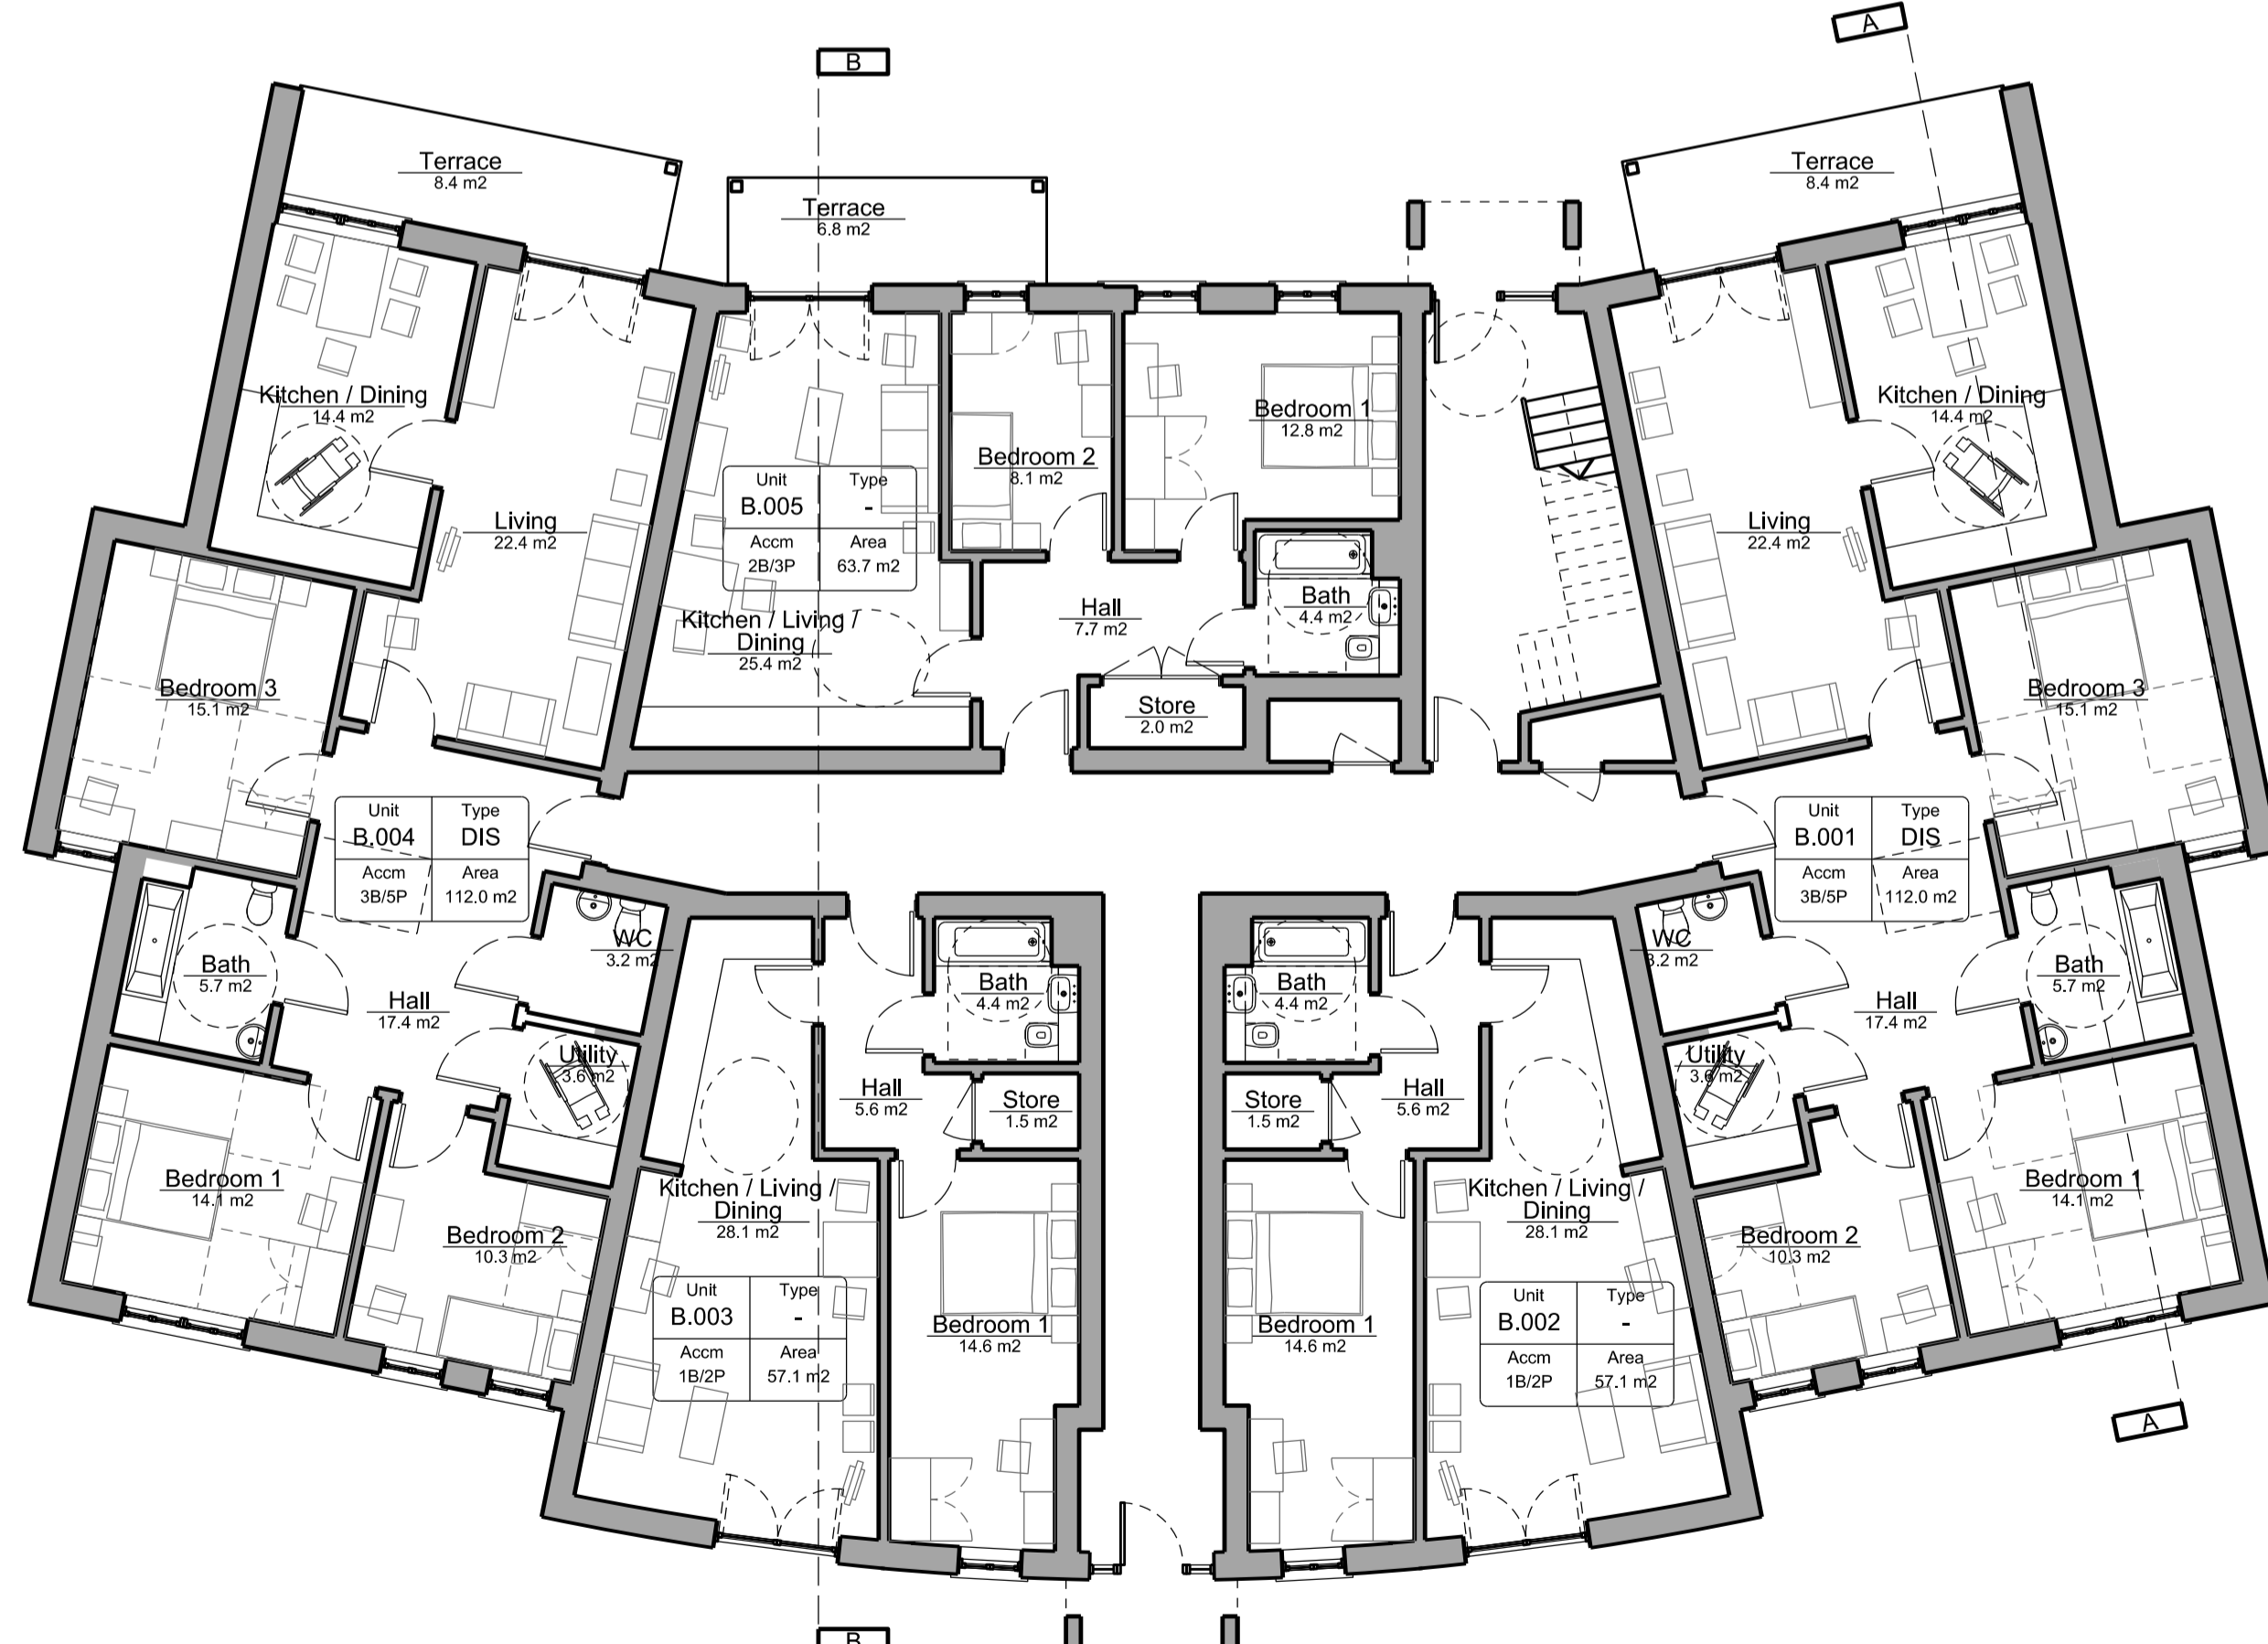 A
B
Terrace
8.4 m2
Terrace
6.8 m2
Terrace
8.4 m2
Kitchen / Dining
14.4 m2
Living
22.4 m2
Bedroom 3
15.1 m2
Unit
B.004
Type
DIS
Accm
3B/5P
Area
112.0 m2
Bath
5.7 m2
Hall
17.4 m2
WC
3.2 m2
Utility
3.6 m2
Bedroom 1
14.1 m2
Bedroom 2
10.3 m2
Unit
B.005
Type
-
Accm
2B/3P
Area
63.7 m2
Kitchen / Living /
Dining
25.4 m2
Bedroom 2
8.1 m2
Bedroom 1
12.8 m2
Hall
7.7 m2
Bath
4.4 m2
Store
2.0 m2
Kitchen / Dining
14.4 m2
Living
22.4 m2
Bedroom 3
15.1 m2
Unit
B.001
Type
DIS
Accm
3B/5P
Area
112.0 m2
WC
3.2 m2
Hall
17.4 m2
Bath
5.7 m2
Utility
3.6 m2
Bedroom 1
14.1 m2
Bedroom 2
10.3 m2
Bath
4.4 m2
Hall
5.6 m2
Store
1.5 m2
Kitchen / Living /
Dining
28.1 m2
Unit
B.003
Type
-
Accm
1B/2P
Area
57.1 m2
Bedroom 1
14.6 m2
Bath
4.4 m2
Store
1.5 m2
Hall
5.6 m2
Kitchen / Living /
Dining
28.1 m2
Bedroom 1
14.6 m2
Unit
B.002
Type
-
Accm
1B/2P
Area
57.1 m2
A
B